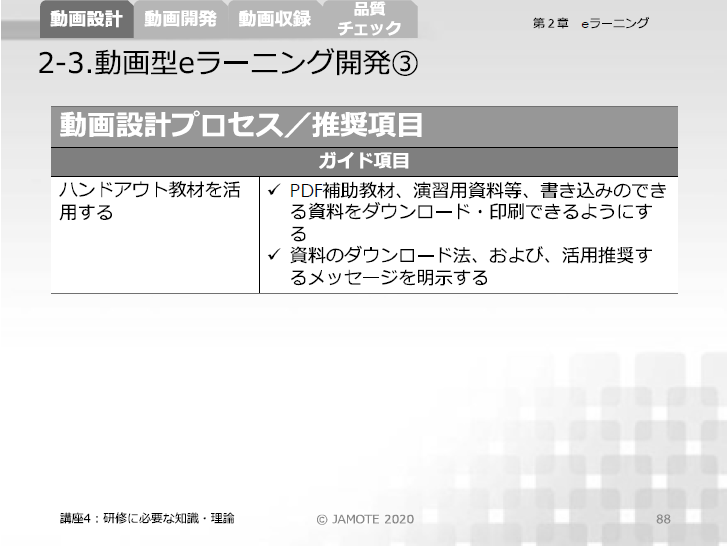 動画設計 動画開発 動画収録 品質
チェック
第2章 eラーニング
2-3.動画型eラーニング開発③
動画設計プロセス／推奨項目
ガイド項目
ハンドアウト教材を活
用する
✓ PDF補助教材、演習用資料等、書き込みのでき
る資料をダウンロード・印刷できるようにす
る
✓ 資料のダウンロード法、および、活用推奨す
るメッセージを明示する
講座4：研修に必要な知識・理論
© JAMOTE 2020
88